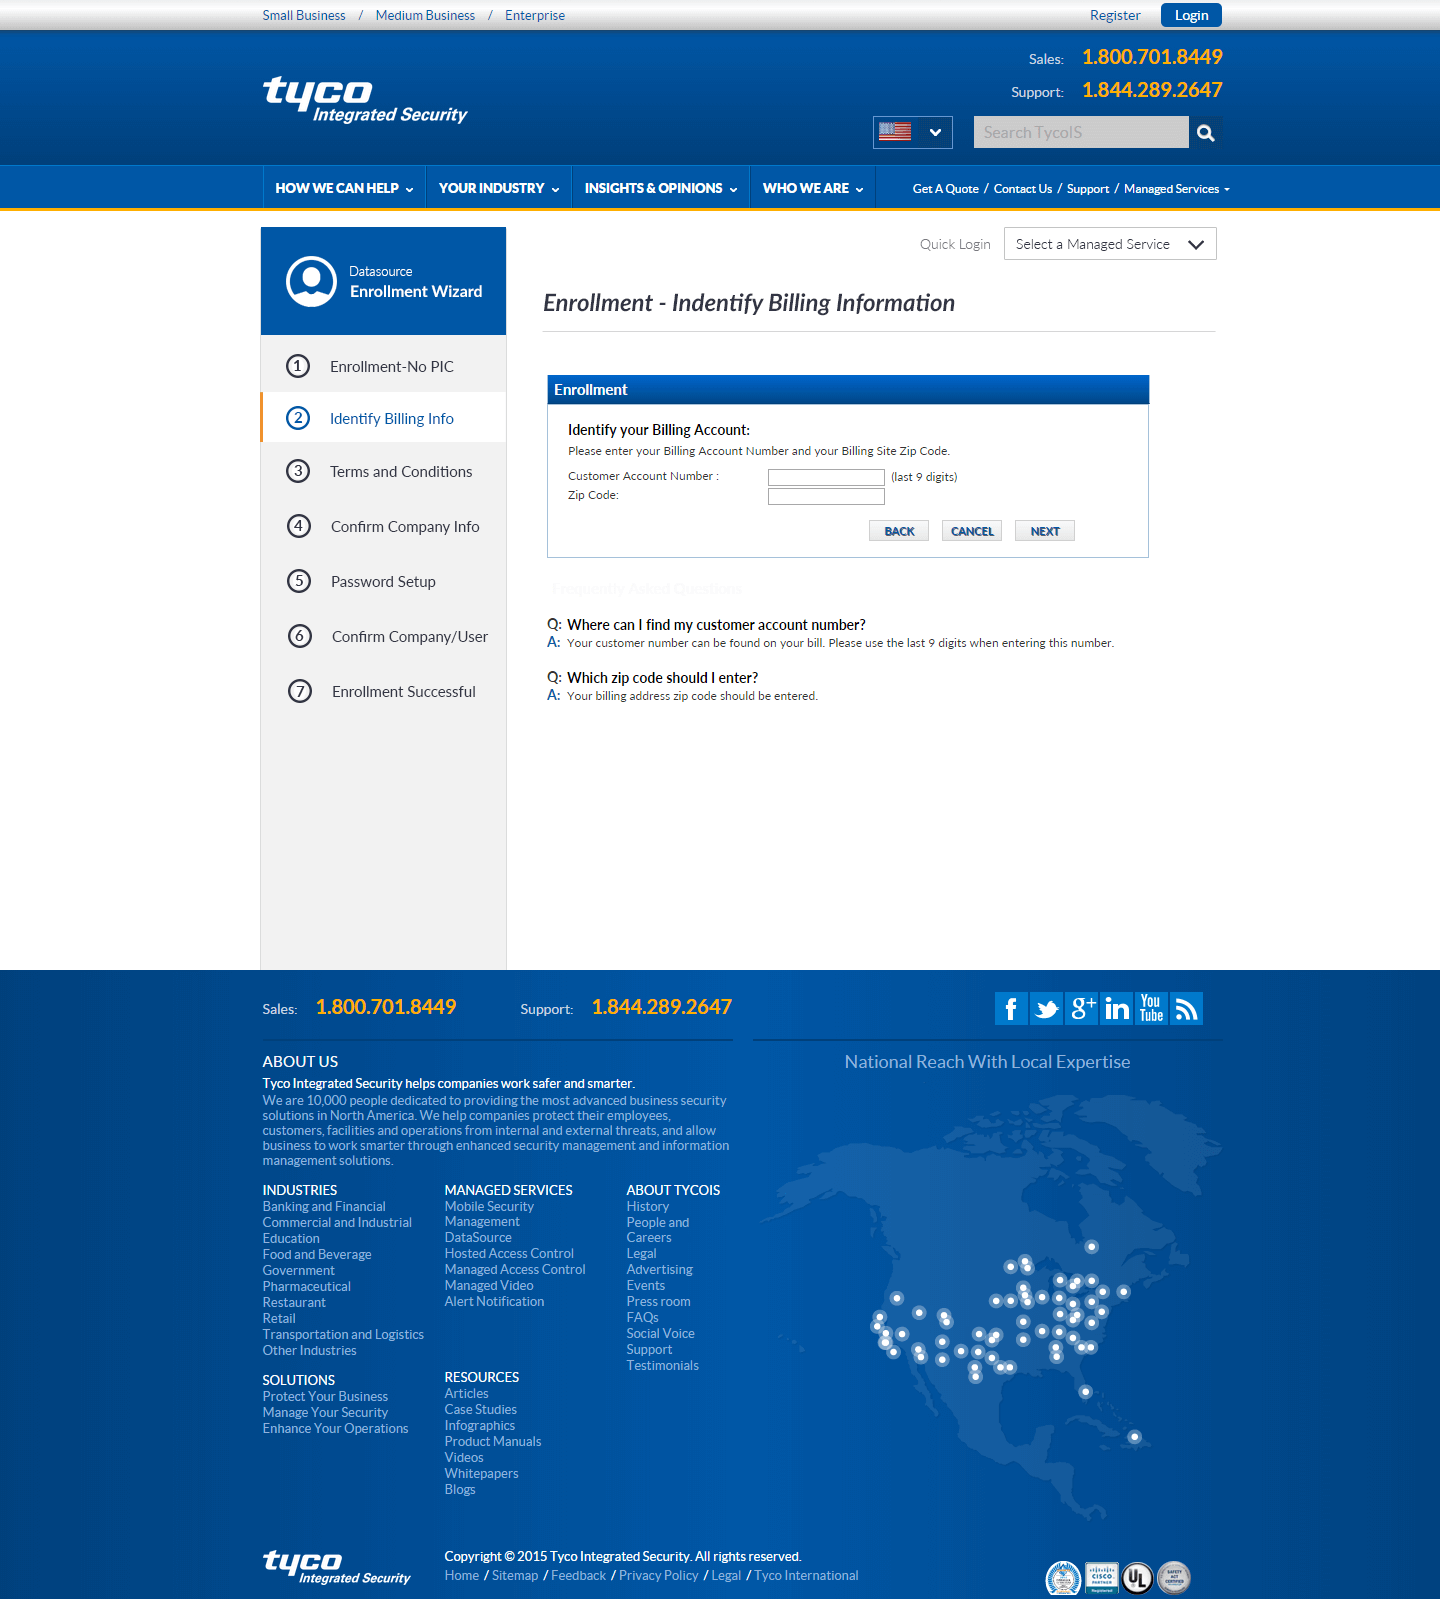 Small Business / Medium Business / Enterprise
Register
Login
Sales: 1.800.701.8449
Support: 1.844.289.2647
tyco
Integrated Security
Search TycoIS
HOW WE CAN HELP
YOUR INDUSTRY
INSIGHTS & OPINIONS
WHO WE ARE
Get A Quote / Contact Us / Support / Managed Services
Datasource
Enrollment Wizard
Quick Login
Select a Managed Service
Enrollment - Indentify Billing Information
1 Enrollment-No PIC
2 Identify Billing Info
3 Terms and Conditions
4 Confirm Company Info
5 Password Setup
6 Confirm Company/User
7 Enrollment Successful
Enrollment
Identify your Billing Account:
Please enter your Billing Account Number and your Billing Site Zip Code.
Customer Account Number :
(last 9 digits)
Zip Code:
BACK
CANCEL
NEXT
Frequently Asked Questions
Q: Where can I find my customer account number?
A: Your customer number can be found on your bill. Please use the last 9 digits when entering this number.
Q: Which zip code should I enter?
A: Your billing address zip code should be entered.
Sales: 1.800.701.8449
Support: 1.844.289.2647
f
g+
in
You
Tube
ABOUT US
Tyco Integrated Security helps companies work safer and smarter.
We are 10,000 people dedicated to providing the most advanced business security
solutions in North America. We help companies protect their employees,
customers, facilities and operations from internal and external threats, and allow
business to work smarter through enhanced security management and information
management solutions.
National Reach With Local Expertise
INDUSTRIES
Banking and Financial
Commercial and Industrial
Education
Food and Beverage
Government
Pharmaceutical
Restaurant
Retail
Transportation and Logistics
Other Industries
SOLUTIONS
Protect Your Business
Manage Your Security
Enhance Your Operations
MANAGED SERVICES
Mobile Security
Management
DataSource
Hosted Access Control
Managed Access Control
Managed Video
Alert Notification
RESOURCES
Articles
Case Studies
Infographics
Product Manuals
Videos
Whitepapers
Blogs
ABOUT TYCOIS
History
People and
Careers
Legal
Advertising
Events
Press room
FAQs
Social Voice
Support
Testimonials
tyco
Integrated Security
Copyright © 2015 Tyco Integrated Security. All rights reserved.
Home / Sitemap / Feedback / Privacy Policy / Legal / Tyco International
CISCO
PARTNER
Registered
UL
SAFETY
ACT
CERTIFIED